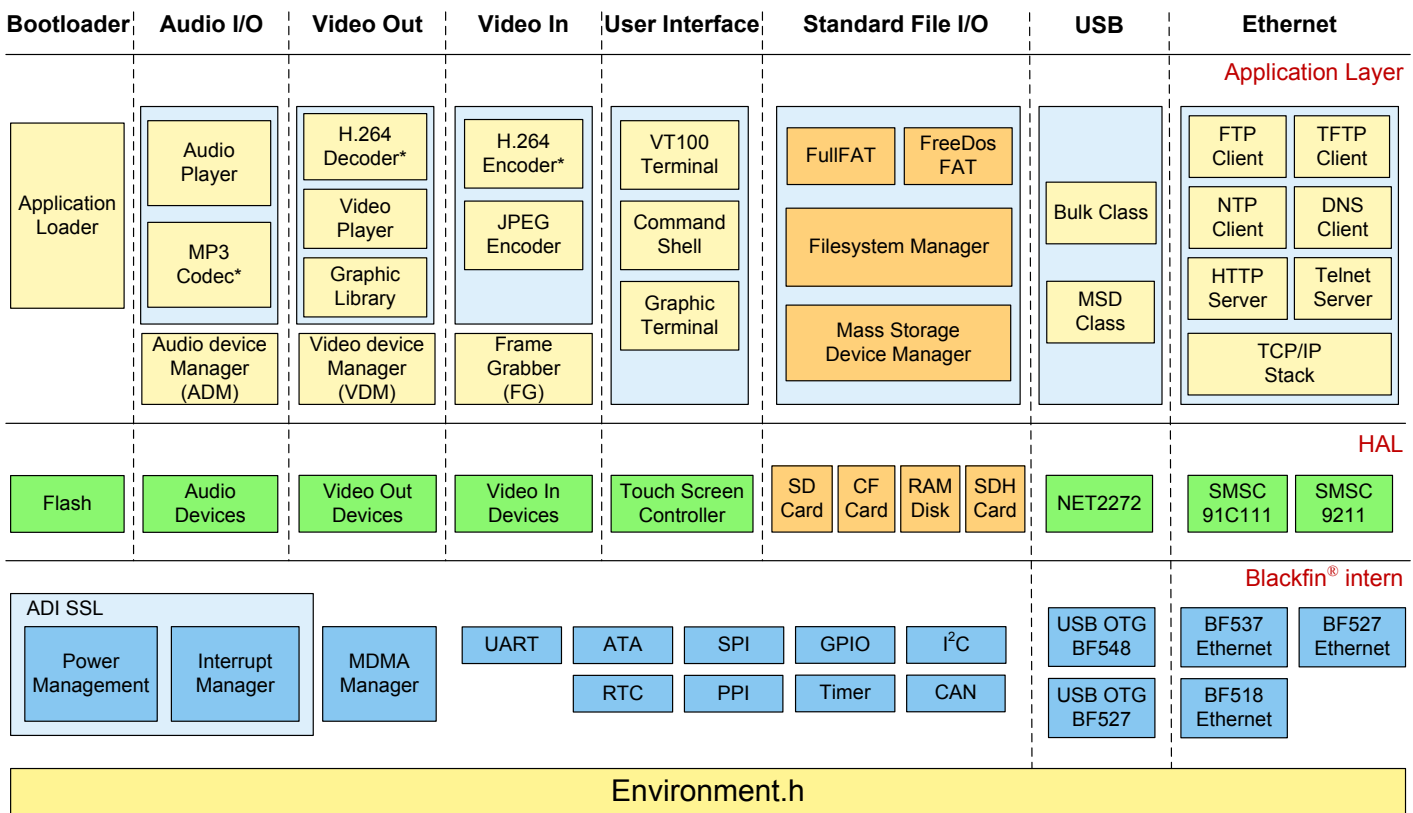 Bootloader
Audio I/O
Video Out
Video In
User Interface
Standard File I/O
USB
Ethernet
Application Layer
Application
Loader
Audio
Player
MP3
Codec*
Audio device
Manager
(ADM)
H.264
Decoder*
Video
Player
Graphic
Library
Video device
Manager
(VDM)
H.264
Encoder*
JPEG
Encoder
Frame
Grabber
(FG)
VT100
Terminal
Command
Shell
Graphic
Terminal
FullFAT
FreeDos
FAT
Filesystem Manager
Mass Storage
Device Manager
Bulk Class
MSD
Class
FTP
Client
TFTP
Client
NTP
Client
DNS
Client
HTTP
Server
Telnet
Server
TCP/IP
Stack
HAL
Flash
Audio
Devices
Video Out
Devices
Video In
Devices
Touch Screen
Controller
SD
Card
CF
Card
RAM
Disk
SDH
Card
NET2272
SMSC
91C111
SMSC
9211
Blackfin® intern
ADI SSL
Power
Management
Interrupt
Manager
MDMA
Manager
UART
ATA
SPI
GPIO
I²C
RTC
PPI
Timer
CAN
USB OTG
BF548
USB OTG
BF527
BF537
Ethernet
BF527
Ethernet
BF518
Ethernet
Environment.h